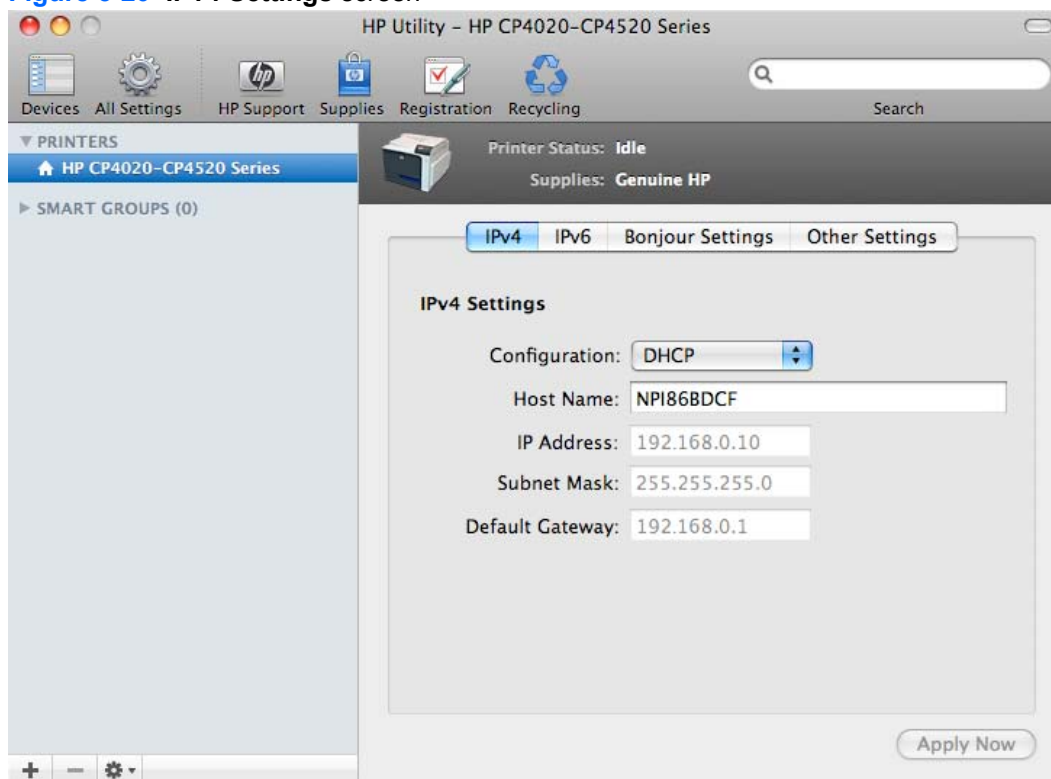 IPv4 Settings screen
HP Utility – HP CP4020–CP4520 Series
Devices All Settings HP Support Supplies Registration Recycling Search
▼ PRINTERS
HP CP4020–CP4520 Series
▶ SMART GROUPS (0)
Printer Status: Idle
Supplies: Genuine HP
IPv4 IPv6 Bonjour Settings Other Settings
IPv4 Settings
Configuration: DHCP
Host Name: NPI86BDCF
IP Address: 192.168.0.10
Subnet Mask: 255.255.255.0
Default Gateway: 192.168.0.1
Apply Now